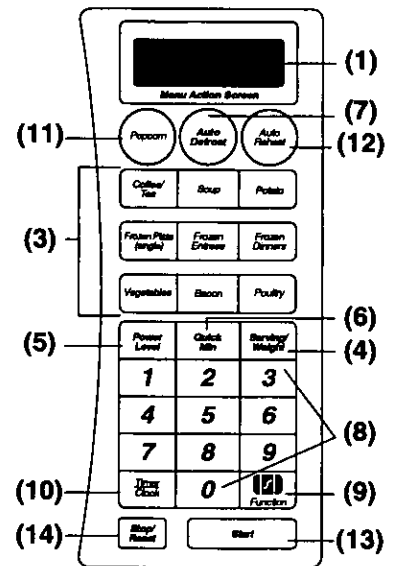 (1)
Menu Action Screen
(7)
(11)
Popcorn
Auto
Defrost
Auto
Reheat
(12)
Coffee/
Tea
Soup
Potato
(3)
Frozen Plate
(single)
Frozen
Entrees
Frozen
Dinners
Vegetables
Bacon
Poultry
(6)
(5)
Power
Level
Quick
Min
Serving/
Weight
(4)
1 2 3
4 5 6
(8)
7 8 9
(10)
Timer
Clock
0
Function
(9)
(14)
Stop/
Reset
Start
(13)